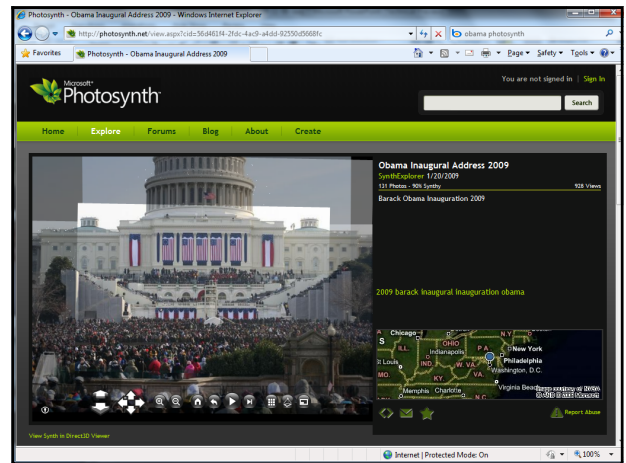 Photosynth - Obama Inaugural Address 2009 - Windows Internet Explorer
http://photosynth.net/view.aspx?cid=56d461f4-2fdc-4ac9-a4dd-92550d5668fc
obama photosynth
Favorites
Photosynth - Obama Inaugural Address 2009
Page
Safety
Tools
You are not signed in | Sign In
Microsoft
Photosynth
Search
Home
Explore
Forums
Blog
About
Create
Obama Inaugural Address 2009
SynthExplorer 1/20/2009
131 Photos - 90% Synthy
928 Views
Barack Obama Inauguration 2009
2009 barack inaugural inauguration obama
Chicago
N.Y.
S
ILL.
OHIO
PA
New York
Indianapolis
Philadelphia
St Louis
IND.
W. VA.
Washington, D.C.
MO.
KY.
VA.
Virginia Beach
Memphis
Charlotte
N.C.
Report Abuse
View Synth in Direct3D Viewer
Internet | Protected Mode: On
100%